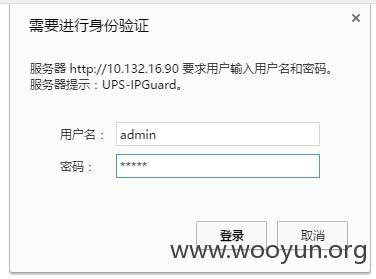 需要进行身份验证
服务器 http://10.132.16.90 要求用户输入用户名和密码。
服务器提示：UPS-IPGuard。
用户名： admin
密码： *****
登录 取消
www.wooyun.org